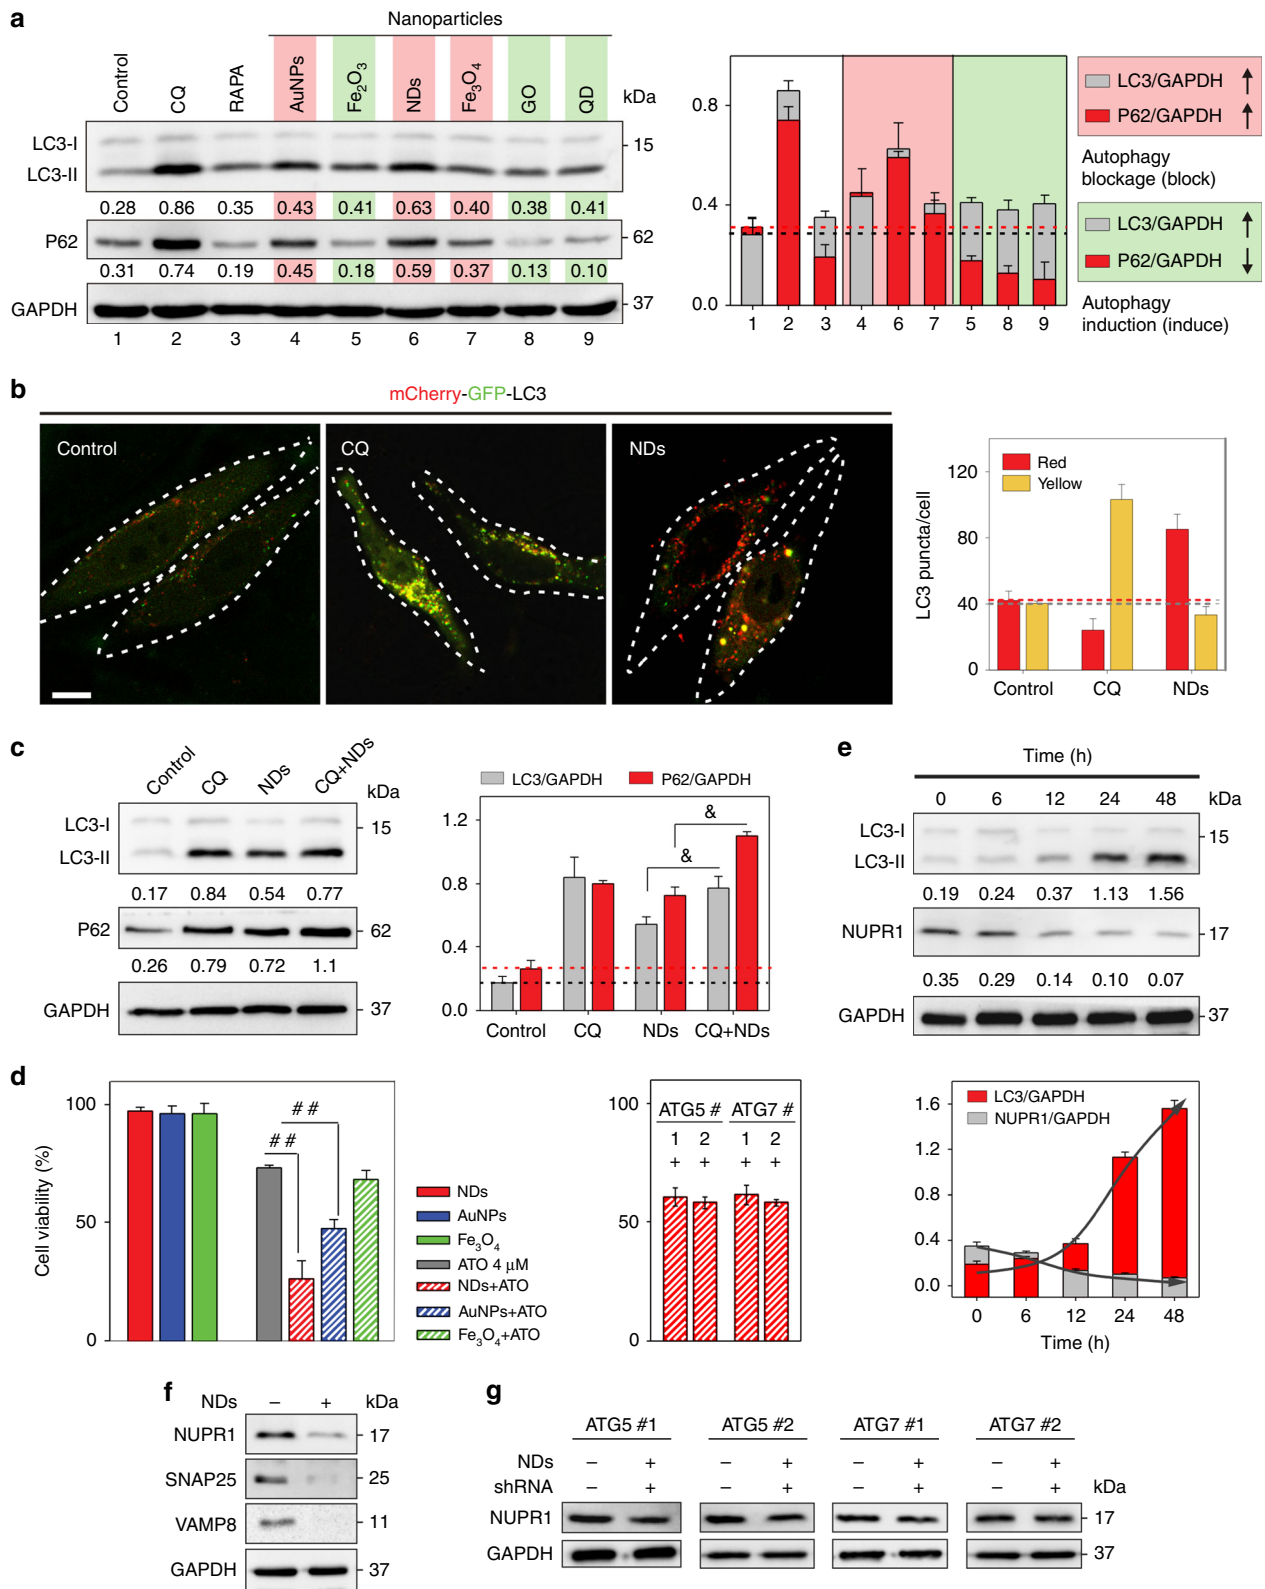 a
Nanoparticles
Control CQ RAPA AuNPs Fe2O3 NDs Fe3O4 GO QD
kDa
LC3-I
15
LC3-II
0.28 0.86 0.35 0.43 0.41 0.63 0.40 0.38 0.41
P62
62
0.31 0.74 0.19 0.45 0.18 0.59 0.37 0.13 0.10
GAPDH
37
1 2 3 4 5 6 7 8 9
0.8
0.4
0.0
1 2 3 4 6 7 5 8 9
LC3/GAPDH ↑
P62/GAPDH ↑
Autophagy
blockage (block)
LC3/GAPDH ↑
P62/GAPDH ↓
Autophagy
induction (induce)
b
mCherry-GFP-LC3
Control
CQ
NDs
LC3 puncta/cell
120
80
40
0
Red
Yellow
Control CQ NDs
c
Control CQ NDs CQ+NDs
kDa
LC3-I
15
LC3-II
0.17 0.84 0.54 0.77
P62
62
0.26 0.79 0.72 1.1
GAPDH
37
LC3/GAPDH P62/GAPDH
1.2
0.8
0.4
0.0
&
&
Control CQ NDs CQ+NDs
e
Time (h)
0 6 12 24 48 kDa
LC3-I
15
LC3-II
0.19 0.24 0.37 1.13 1.56
NUPR1
17
0.35 0.29 0.14 0.10 0.07
GAPDH
37
d
Cell viability (%)
100
50
0
# #
# #
NDs
AuNPs
Fe3O4
ATO 4 μM
NDs+ATO
AuNPs+ATO
Fe3O4+ATO
100
50
0
ATG5 # ATG7 #
1 2 1 2
+ + + +
LC3/GAPDH
NUPR1/GAPDH
1.6
1.2
0.8
0.4
0.0
0 6 12 24 48
Time (h)
f
NDs – + kDa
NUPR1 17
SNAP25 25
VAMP8 11
GAPDH 37
g
ATG5 #1 ATG5 #2 ATG7 #1 ATG7 #2
NDs – + – + – + – +
shRNA – + – + – + – + kDa
NUPR1 17
GAPDH 37